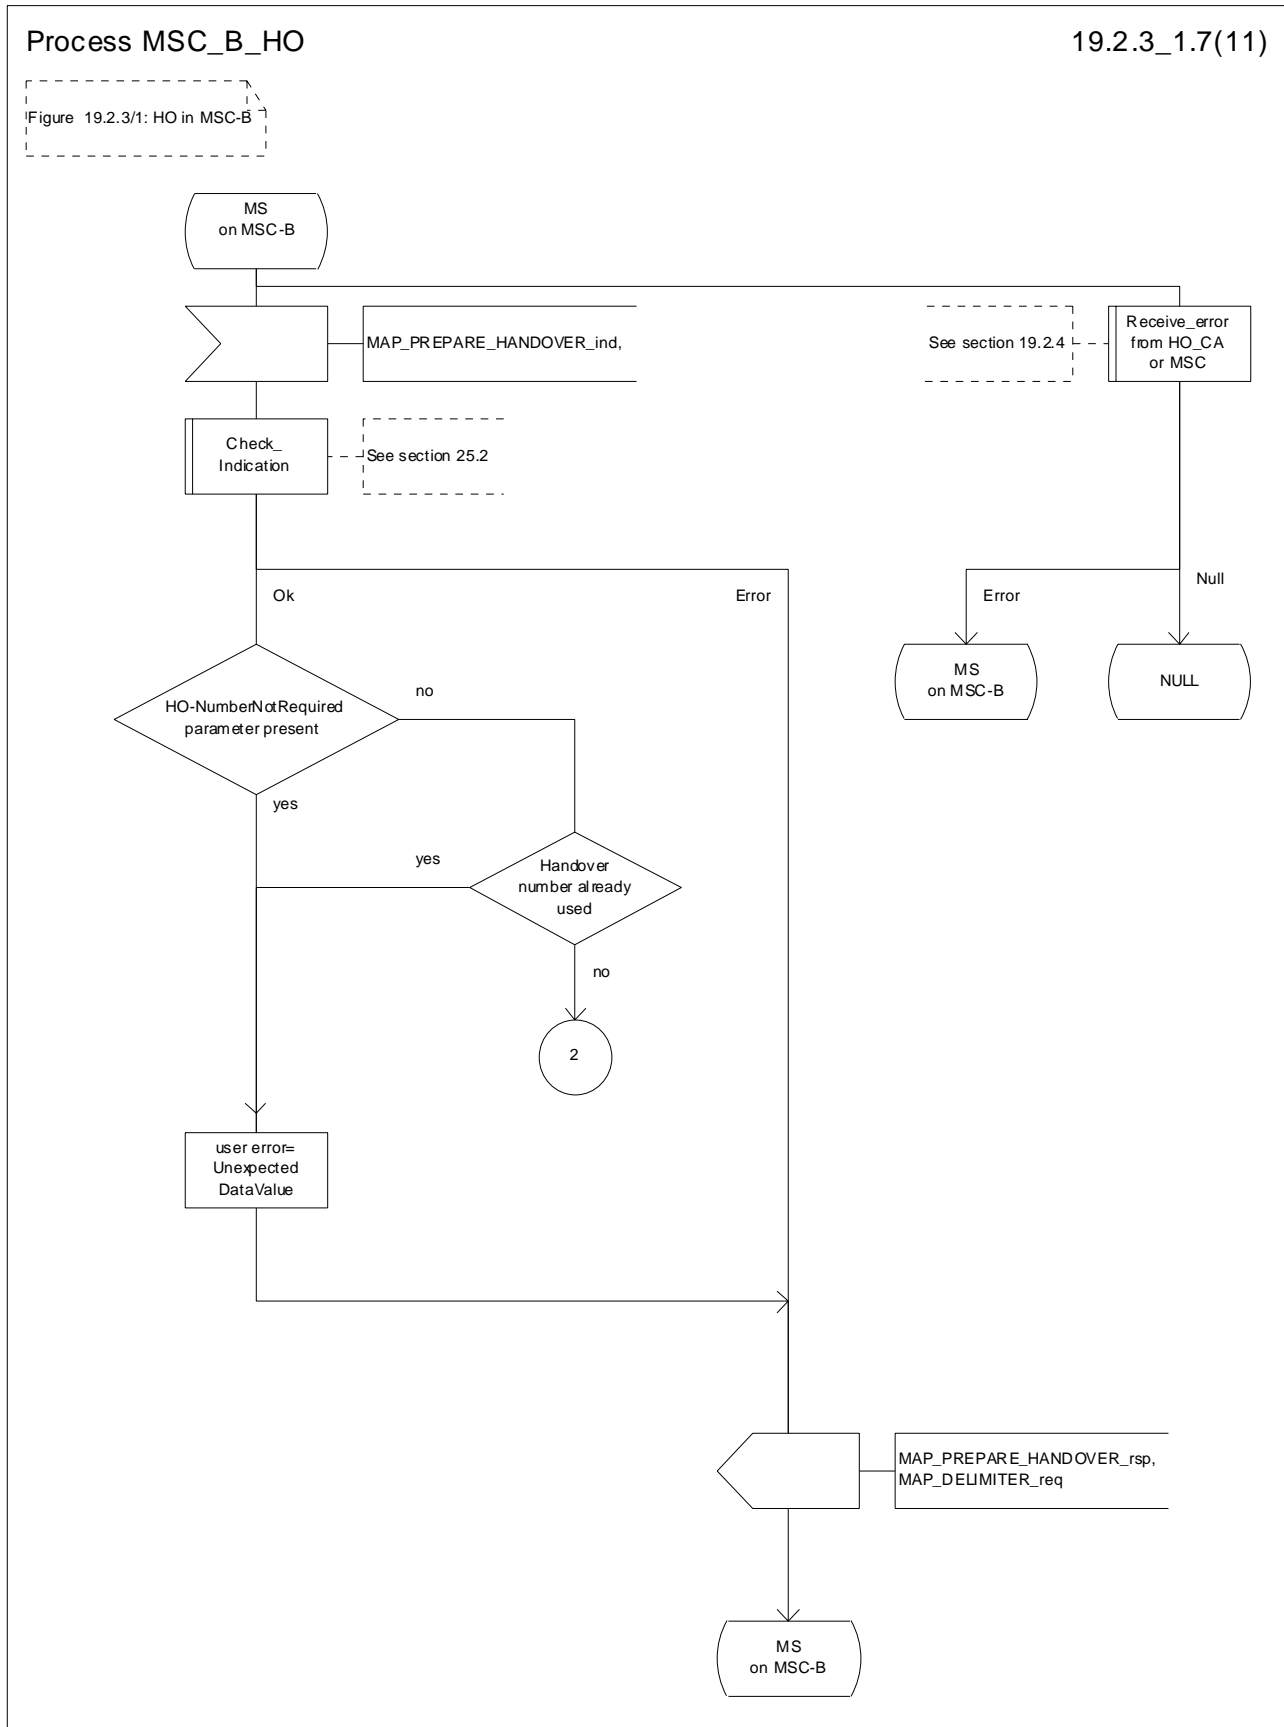 Process MSC_B_HO
19.2.3_1.7(11)
Figure 19.2.3/1: HO in MSC-B
MS
on MSC-B
MAP_PREPARE_HANDOVER_ind,
See section 19.2.4
Receive_error
from HO_CA
or MSC
Check_
Indication
See section 25.2
Ok
Error
Error
Null
MS
on MSC-B
NULL
HO-NumberNotRequired
parameter present
no
yes
yes
Handover
number already
used
no
2
user error=
Unexpected
DataValue
MAP_PREPARE_HANDOVER_rsp,
MAP_DELIMITER_req
MS
on MSC-B